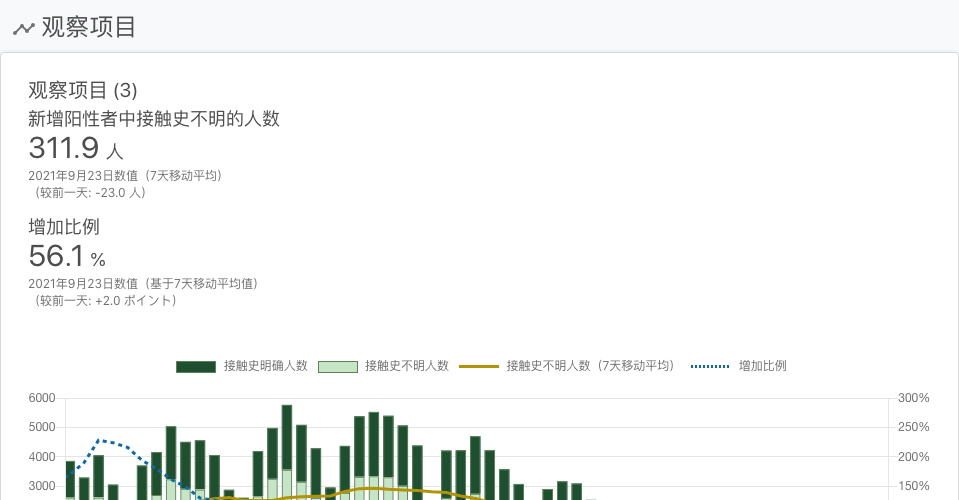 观察项目
观察项目 (3)
新增阳性者中接触史不明的人数
311.9 人
2021年9月23日数值（7天移动平均）
（较前一天: -23.0 人）
增加比例
56.1 %
2021年9月23日数值（基于7天移动平均值）
（较前一天: +2.0 ポイント）
接触史明确人数 接触史不明人数 接触史不明人数（7天移动平均） 增加比例
6000 300%
5000 250%
4000 200%
3000 150%